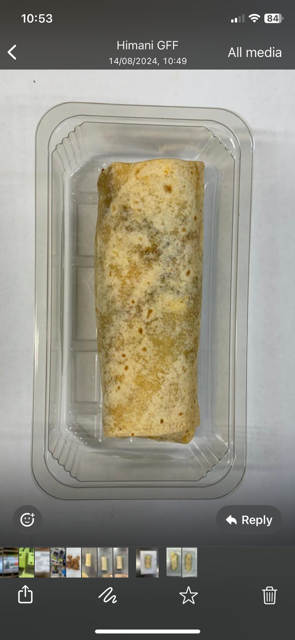 10:53
84
Himani GFF
14/08/2024, 10:49
All media
Reply